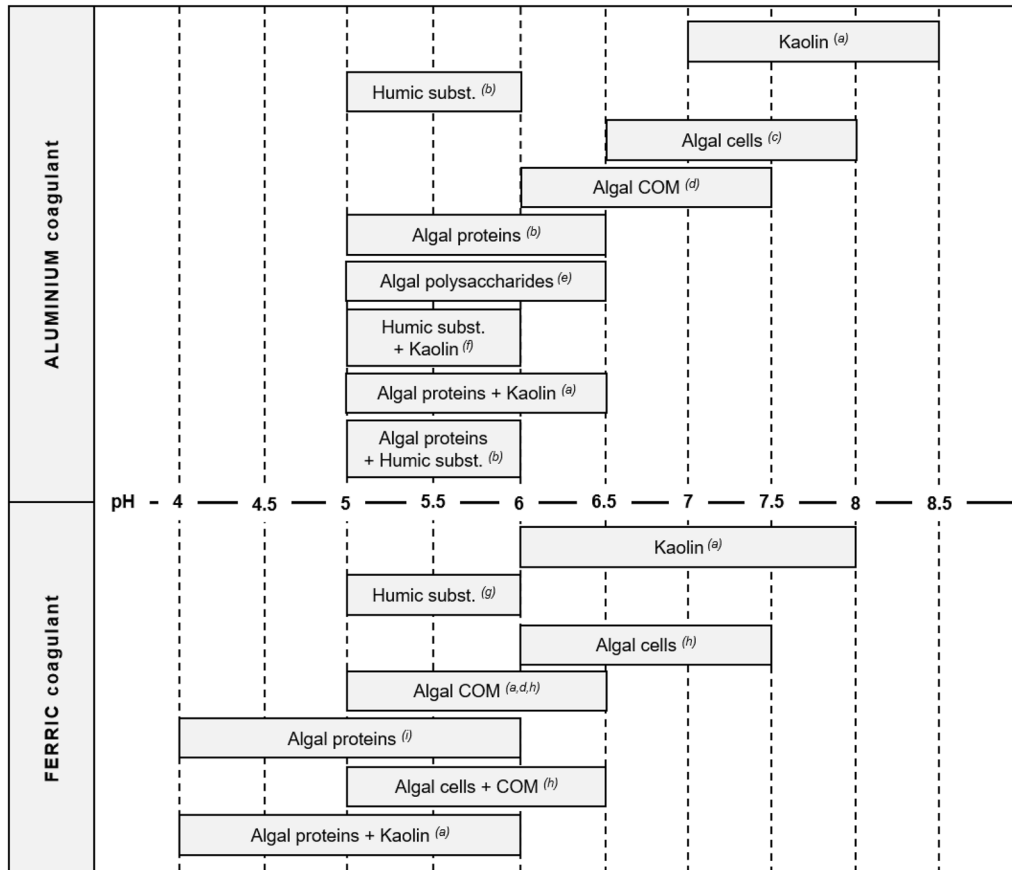 ALUMINIUM coagulant
Kaolin (a)
Humic subst. (b)
Algal cells (c)
Algal COM (d)
Algal proteins (b)
Algal polysaccharides (e)
Humic subst.
+ Kaolin (f)
Algal proteins + Kaolin (a)
Algal proteins
+ Humic subst. (b)
pH 4 4.5 5 5.5 6 6.5 7 7.5 8 8.5
FERRIC coagulant
Kaolin (a)
Humic subst. (g)
Algal cells (h)
Algal COM (a,d,h)
Algal proteins (i)
Algal cells + COM (h)
Algal proteins + Kaolin (a)